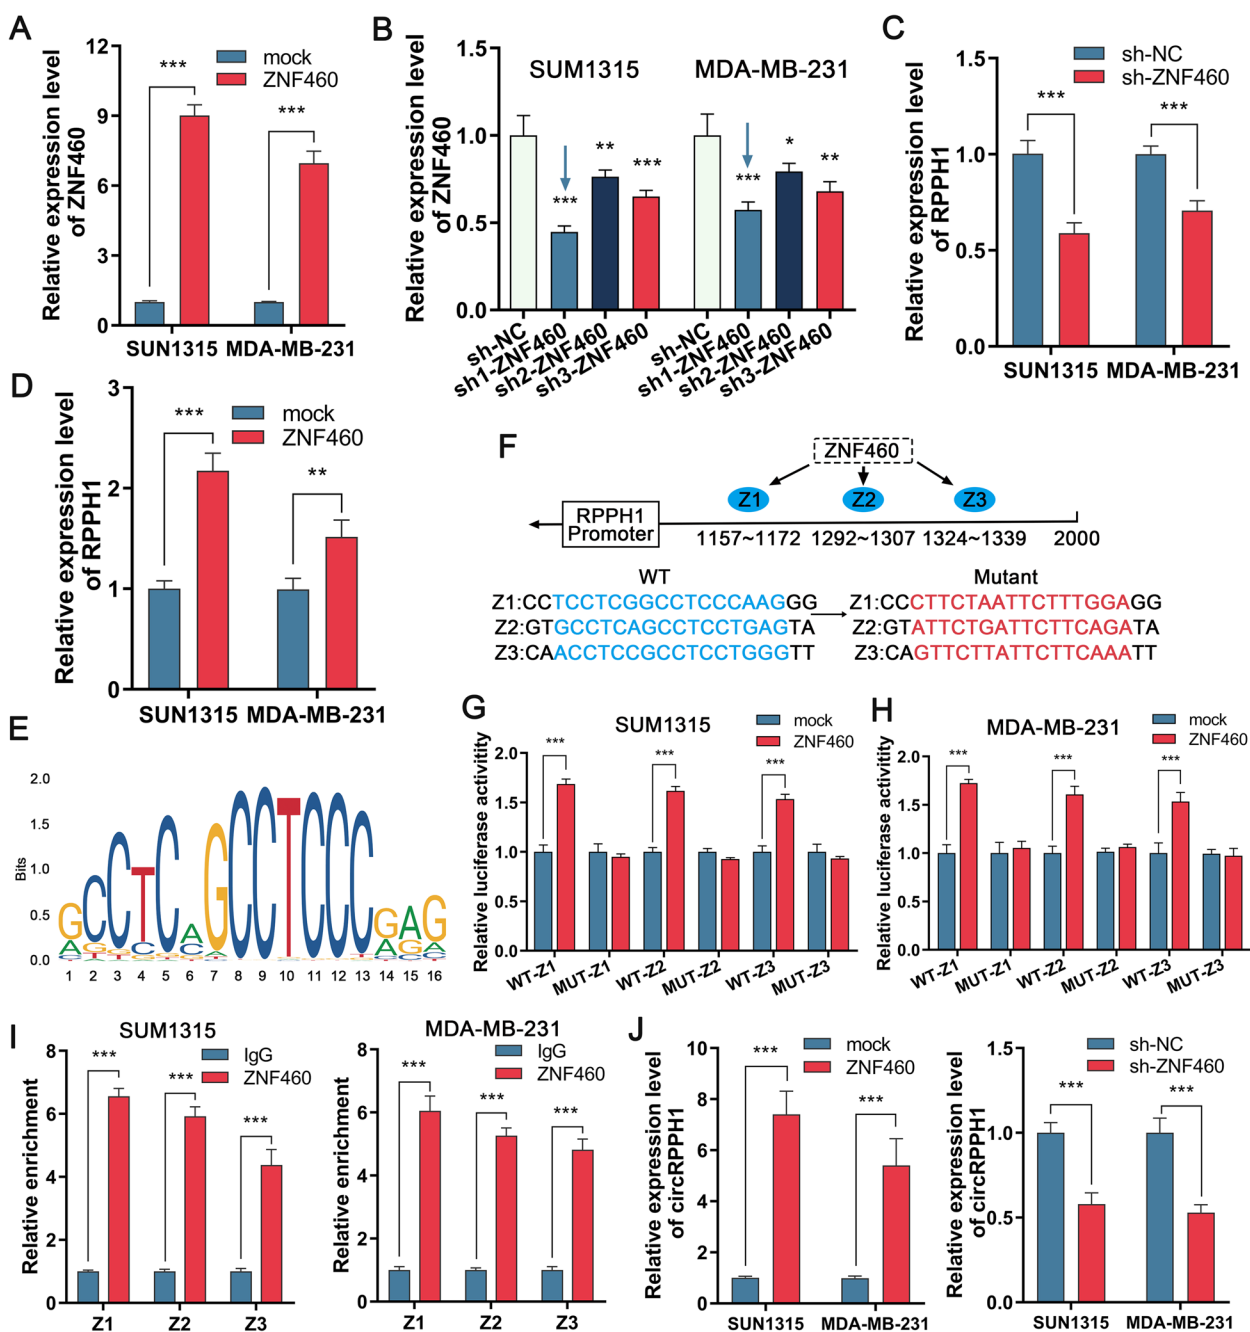 A
Relative expression level
of ZNF460
12
9
6
3
0
mock
ZNF460
***
***
SUN1315 MDA-MB-231
B
Relative expression level
of ZNF460
1.5
1.0
0.5
0.0
SUM1315 MDA-MB-231
*** ** *** *** * **
sh-NC
sh1-ZNF460
sh2-ZNF460
sh3-ZNF460
sh-NC
sh1-ZNF460
sh2-ZNF460
sh3-ZNF460
C
Relative expression level
of RPPH1
1.5
1.0
0.5
0.0
sh-NC
sh-ZNF460
*** ***
SUN1315 MDA-MB-231
D
Relative expression level
of RPPH1
3
2
1
0
mock
ZNF460
***
**
SUN1315 MDA-MB-231
F
ZNF460
Z1 Z2 Z3
RPPH1
Promoter
1157~1172 1292~1307 1324~1339 2000
WT Mutant
Z1:CCTCCTCGGCCTCCCAAGGG Z1:CCCTTCTAATTCTTTGGAGG
Z2:GTGCCTCAGCCTCCTGAGTA Z2:GTATTCTGATTCTTCAGATA
Z3:CAACCTCCGCCTCCTGGGTT Z3:CAGTTCTTATTCTTCAAATT
E
Bits
2.0
1.5
1.0
0.5
0.0
1 2 3 4 5 6 7 8 9 10 11 12 13 14 15 16
G
SUM1315
mock
ZNF460
Relative luciferase activitity
2.0
1.5
1.0
0.5
0.0
*** *** ***
WT-Z1
MUT-Z1
WT-Z2
MUT-Z2
WT-Z3
MUT-Z3
H
MDA-MB-231
mock
ZNF460
Relative luciferase activity
2.0
1.5
1.0
0.5
0.0
*** *** ***
WT-Z1
MUT-Z1
WT-Z2
MUT-Z2
WT-Z3
MUT-Z3
I
SUM1315
IgG
ZNF460
Relative enrichment
8
6
4
2
0
*** *** ***
Z1 Z2 Z3
MDA-MB-231
IgG
ZNF460
Relative enrichment
8
6
4
2
0
*** *** ***
Z1 Z2 Z3
J
Relative expression level
of circRPPH1
10
8
6
4
2
0
mock
ZNF460
***
***
SUN1315 MDA-MB-231
Relative expression level
of circRPPH1
1.5
1.0
0.5
0.0
sh-NC
sh-ZNF460
*** ***
SUN1315 MDA-MB-231